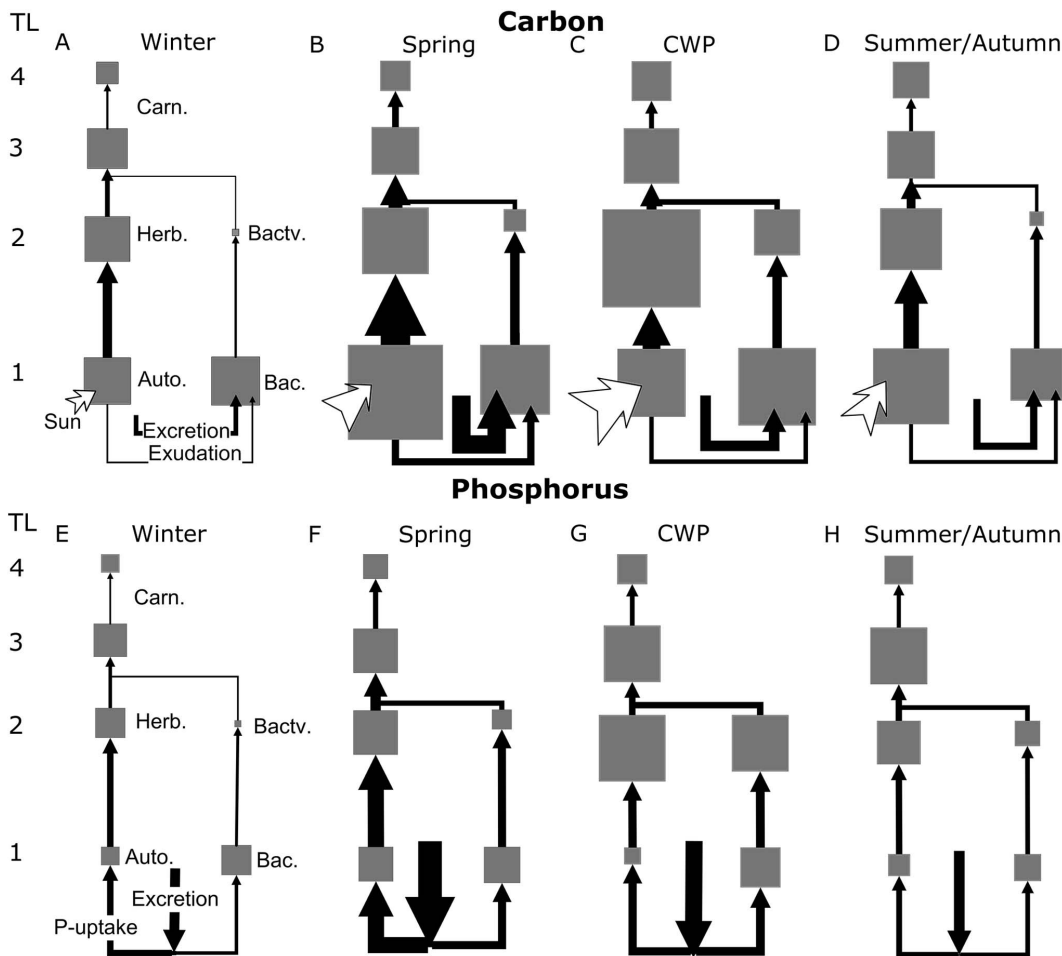 Carbon
TL A Winter B Spring C CWP D Summer/Autumn
4
Carn.
3
2 Herb. Bactv.
1 Auto. Bac.
Sun
Excretion
Exudation
Phosphorus
TL E Winter F Spring G CWP H Summer/Autumn
4
Carn.
3
2 Herb. Bactv.
1 Auto. Bac.
Excretion
P-uptake